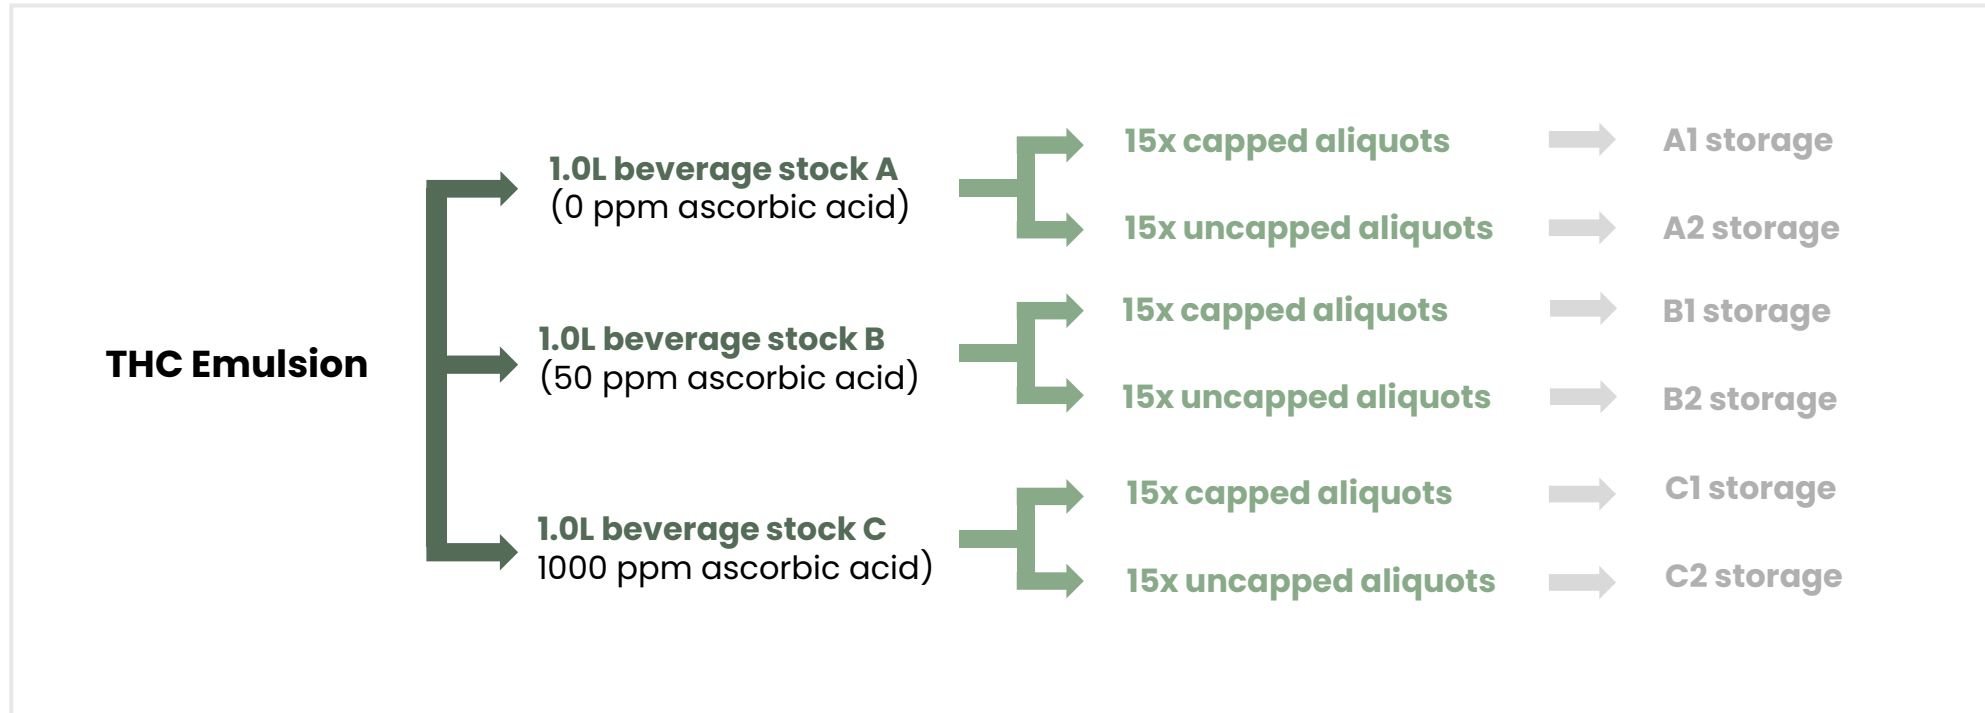 THC Emulsion
1.0L beverage stock A
(0 ppm ascorbic acid)
15x capped aliquots
A1 storage
15x uncapped aliquots
A2 storage
1.0L beverage stock B
(50 ppm ascorbic acid)
15x capped aliquots
B1 storage
15x uncapped aliquots
B2 storage
1.0L beverage stock C
1000 ppm ascorbic acid)
15x capped aliquots
C1 storage
15x uncapped aliquots
C2 storage